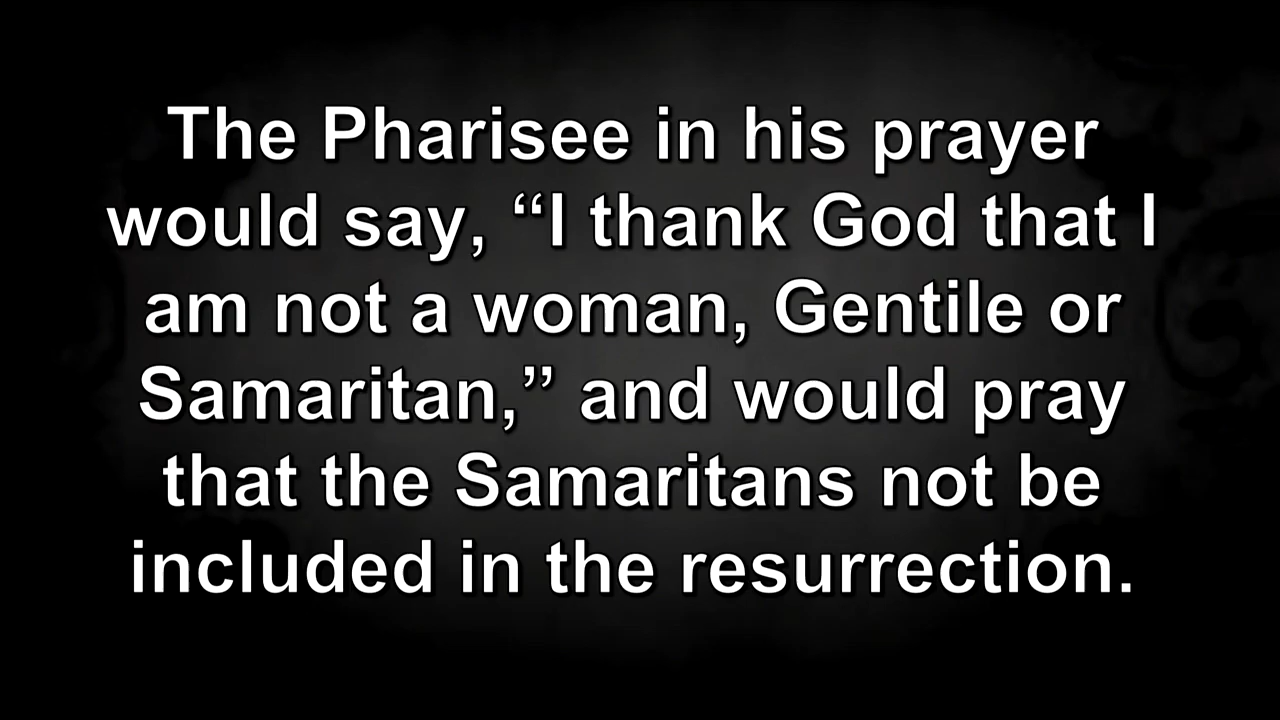 The Pharisee in his prayer
would say, “I thank God that I
am not a woman, Gentile or
Samaritan,” and would pray
that the Samaritans not be
included in the resurrection.